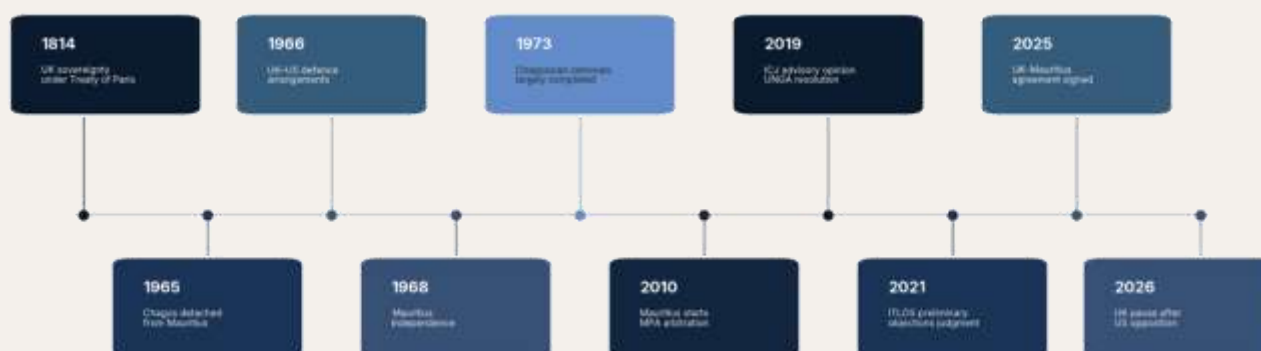 1814
UK sovereignty
under Treaty of Paris
1966
UK-US defence
arrangements
1973
Chagossian removals
largely completed
2019
ICJ advisory opinion
UNGA resolution
2025
UK-Mauritius
agreement signed
1965
Chagos detached
from Mauritius
1968
Mauritius
independence
2010
Mauritius starts
MPA arbitration
2021
ITLOS preliminary
objections judgment
2026
UK pause after
US opposition